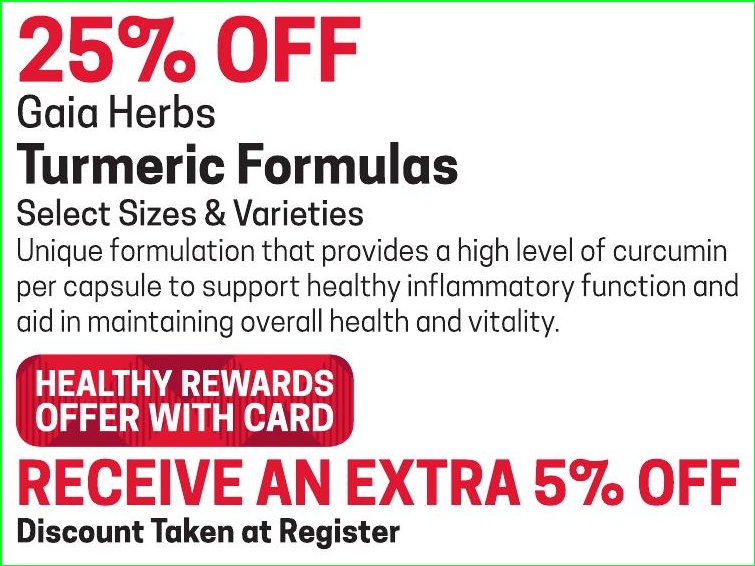 25% OFF
Gaia Herbs
Turmeric Formulas
Select Sizes & Varieties
Unique formulation that provides a high level of curcumin
per capsule to support healthy inflammatory function and
aid in maintaining overall health and vitality.
HEALTHY REWARDS
OFFER WITH CARD
RECEIVE AN EXTRA 5% OFF
Discount Taken at Register